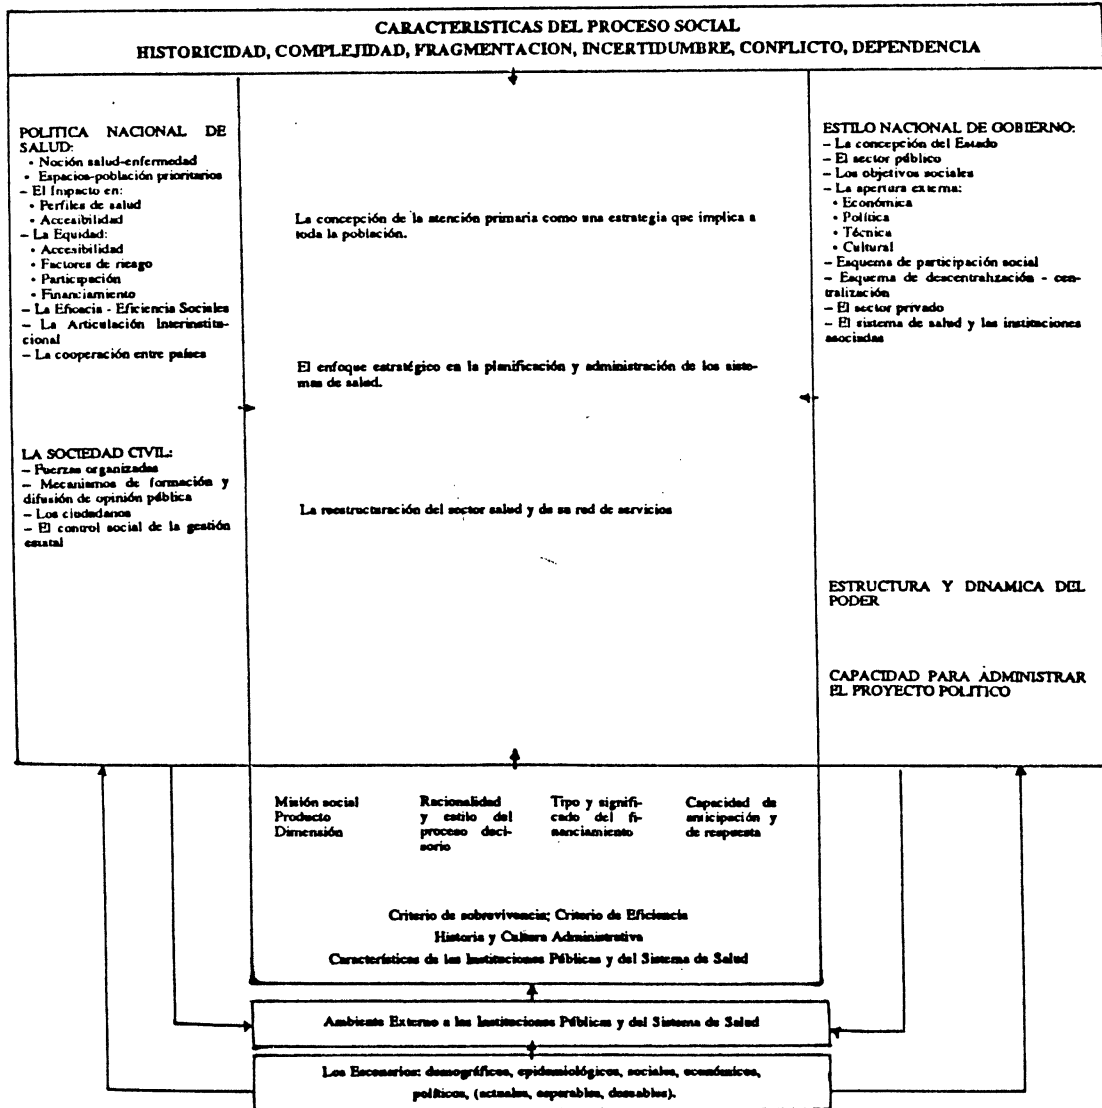 CARACTERISTICAS DEL PROCESO SOCIAL
HISTORICIDAD, COMPLEJIDAD, FRAGMENTACION, INCERTIDUMBRE, CONFLICTO, DEPENDENCIA
POLITICA NACIONAL DE
SALUD:
• Noción salud-enfermedad
• Espacios-población prioritarios
– El Impacto en:
• Perfiles de salud
• Accesibilidad
– La Equidad:
• Accesibilidad
• Factores de riesgo
• Participación
• Financiamiento
– La Eficacia - Eficiencia Sociales
– La Articulación Interinstitu-
cional
– La cooperación entre países
LA SOCIEDAD CIVIL:
– Fuerzas organizadas
– Mecanismos de formación y
difusión de opinión pública
– Los ciudadanos
– El control social de la gestión
estatal
La concepción de la atención primaria como una estrategia que implica a
toda la población.
El enfoque estratégico en la planificación y administración de los siste-
mas de salud.
La reestructuración del sector salud y de su red de servicios
ESTILO NACIONAL DE GOBIERNO:
– La concepción del Estado
– El sector público
– Los objetivos sociales
– La apertura externa:
• Económica
• Política
• Técnica
• Cultural
– Esquema de participación social
– Esquema de descentralización - cen-
tralización
– El sector privado
– El sistema de salud y las instituciones
asociadas
ESTRUCTURA Y DINAMICA DEL
PODER
CAPACIDAD PARA ADMINISTRAR
EL PROYECTO POLITICO
Misión social
Producto
Dimensión
Racionalidad
y estilo del
proceso deci-
sorio
Tipo y signifi-
cado del fi-
nanciamiento
Capacidad de
anticipación y
de respuesta
Criterio de sobrevivencia; Criterio de Eficiencia
Historia y Cultura Administrativa
Características de las Instituciones Públicas y del Sistema de Salud
Ambiente Externo a las Instituciones Públicas y del Sistema de Salud
Los Escenarios: demográficos, epidemiológicos, sociales, económicos,
políticos, (actuales, esperables, deseables).